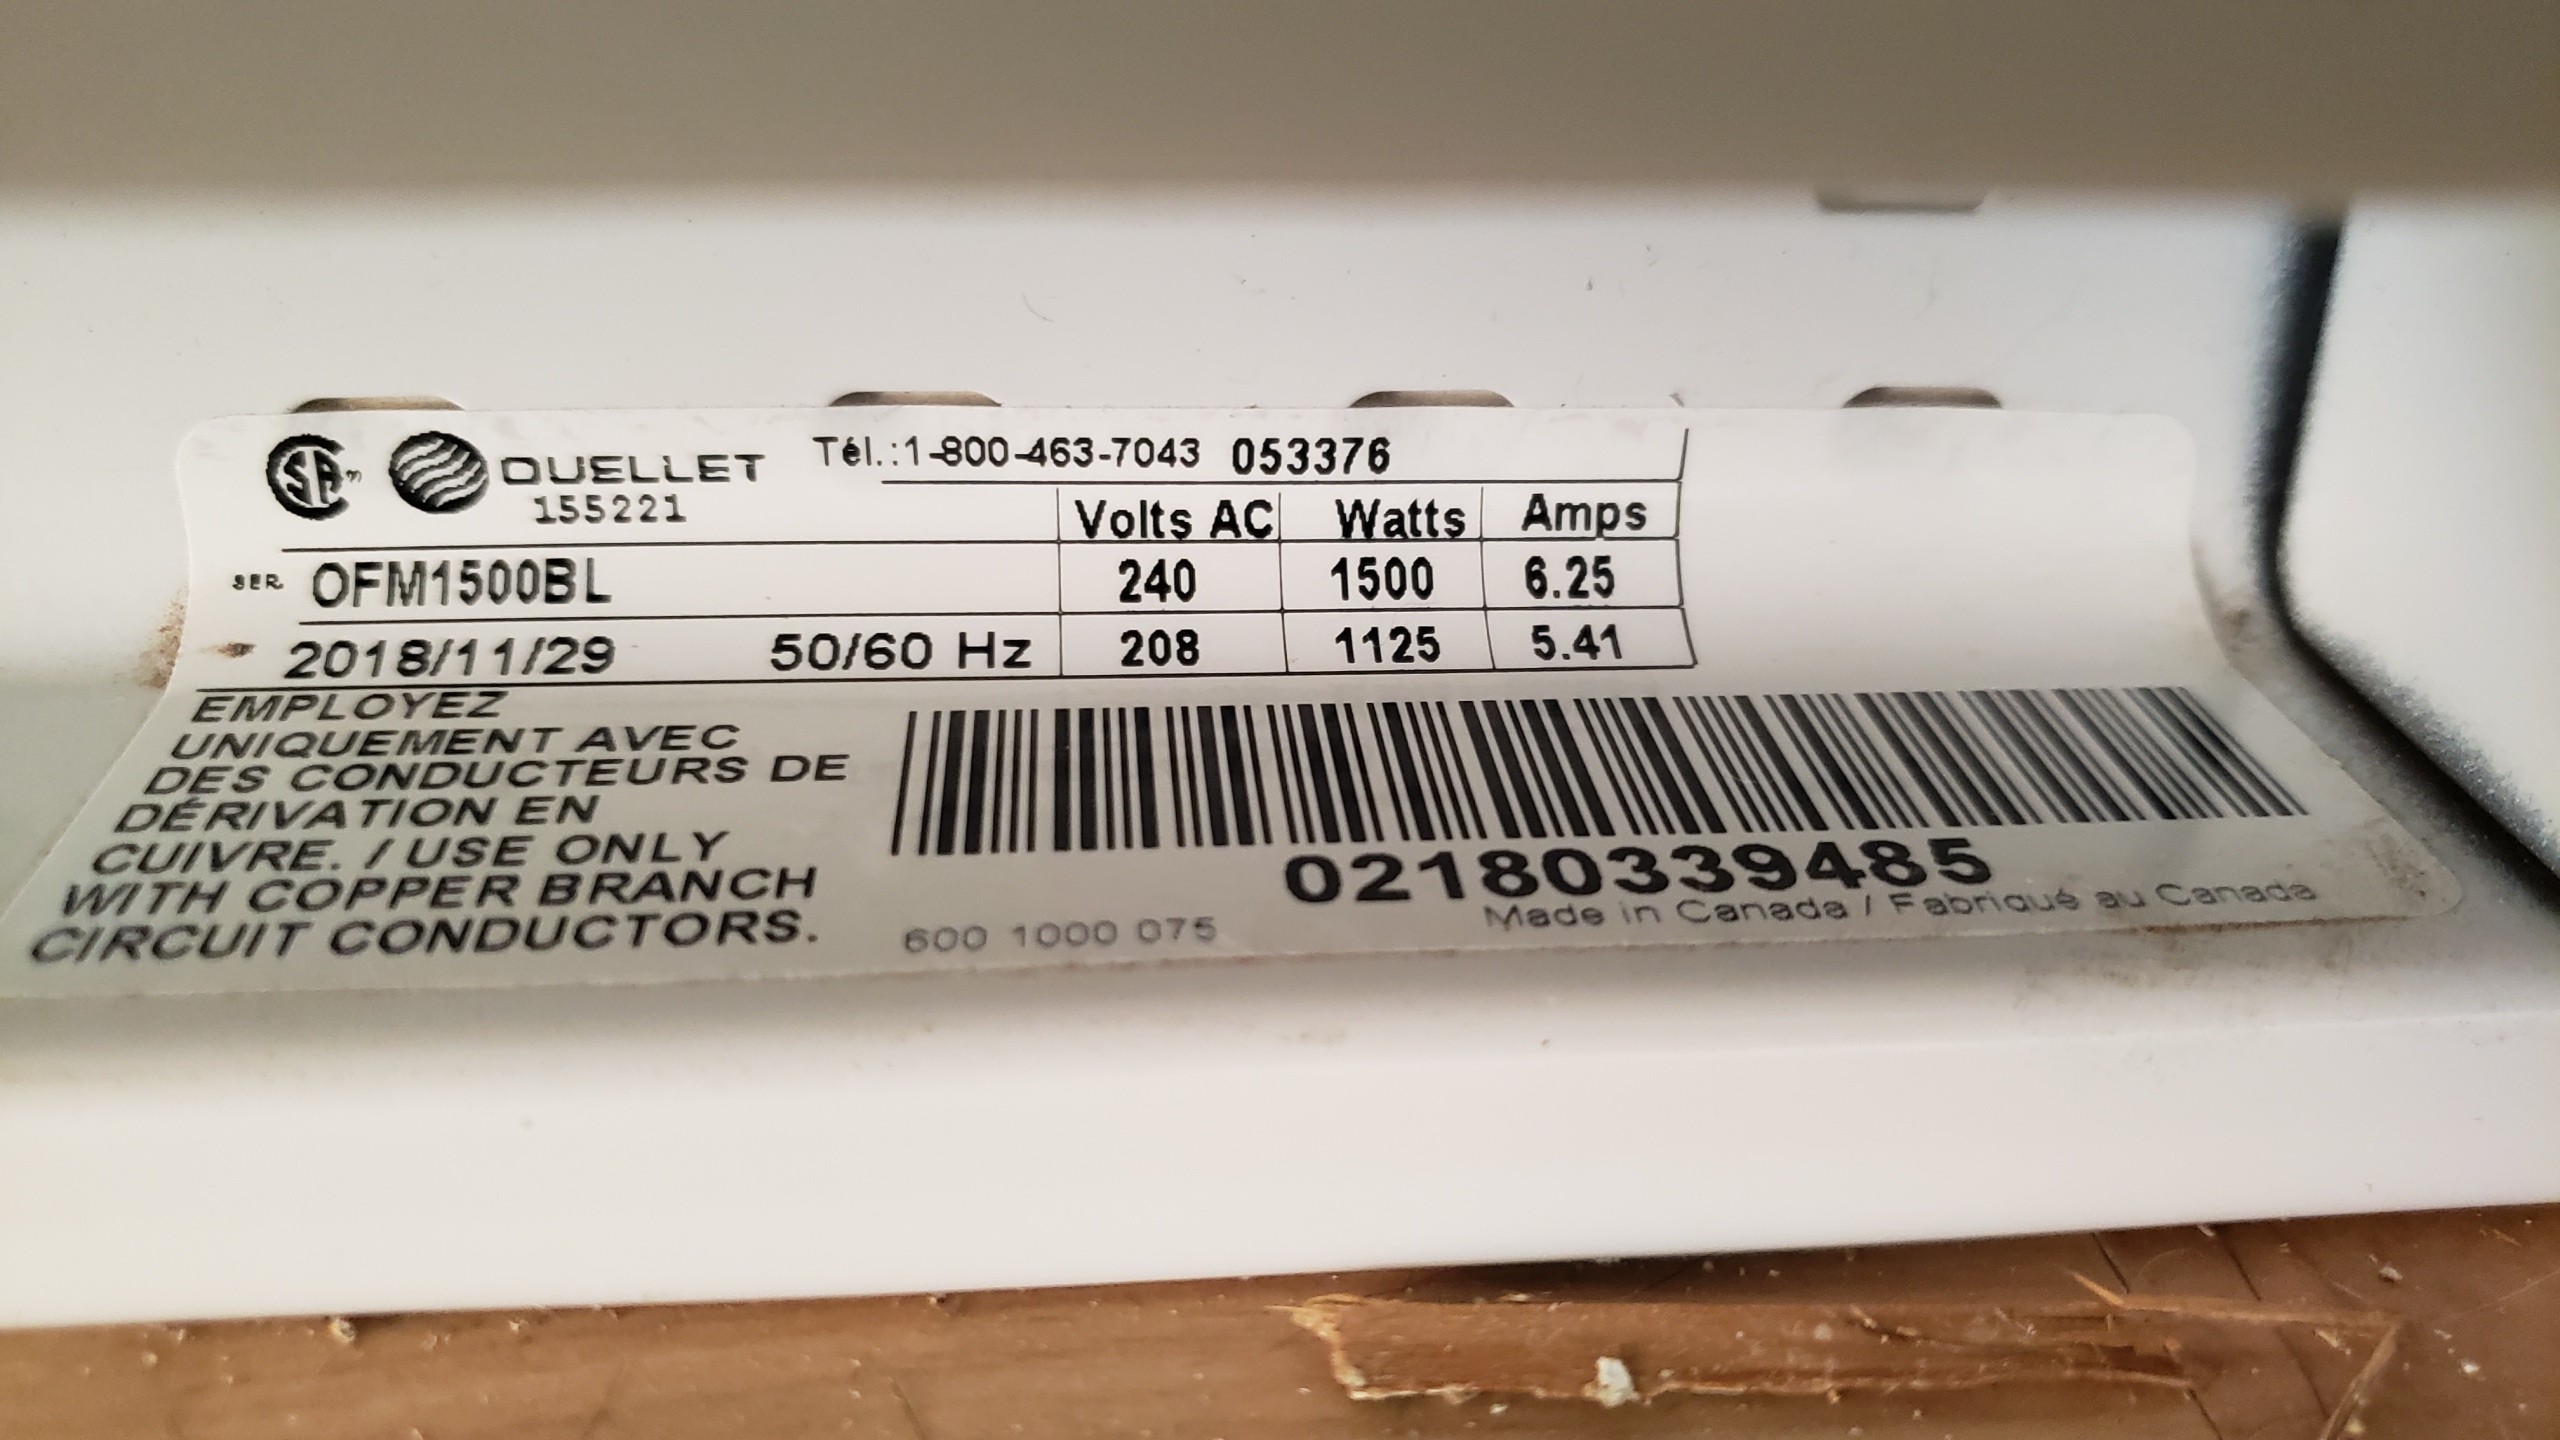 SA OUELLET Tél.:1-800-463-7043 053376
155221
Volts AC Watts Amps
SER. OFM1500BL 240 1500 6.25
2018/11/29 50/60 Hz 208 1125 5.41
EMPLOYEZ
UNIQUEMENT AVEC
DES CONDUCTEURS DE
DÉRIVATION EN
CUIVRE. / USE ONLY
WITH COPPER BRANCH
CIRCUIT CONDUCTORS.
02180339485
Made in Canada / Fabriqué au Canada
600 1000 075